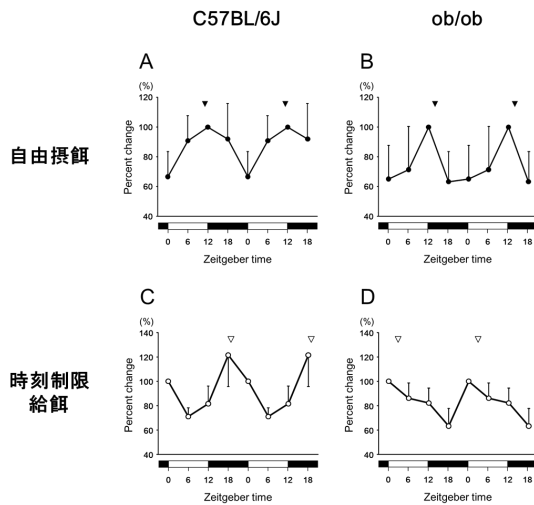 C57BL/6J
ob/ob
自由摂餌
A
(%)
120
100
80
60
40
Percent change
0 6 12 18 0 6 12 18
Zeitgeber time
B
(%)
120
100
80
60
40
Percent change
0 6 12 18 0 6 12 18
Zeitgeber time
時刻制限
給餌
C
(%)
140
120
100
80
60
40
Percent change
0 6 12 18 0 6 12 18
Zeitgeber time
D
(%)
140
120
100
80
60
40
Percent change
0 6 12 18 0 6 12 18
Zeitgeber time